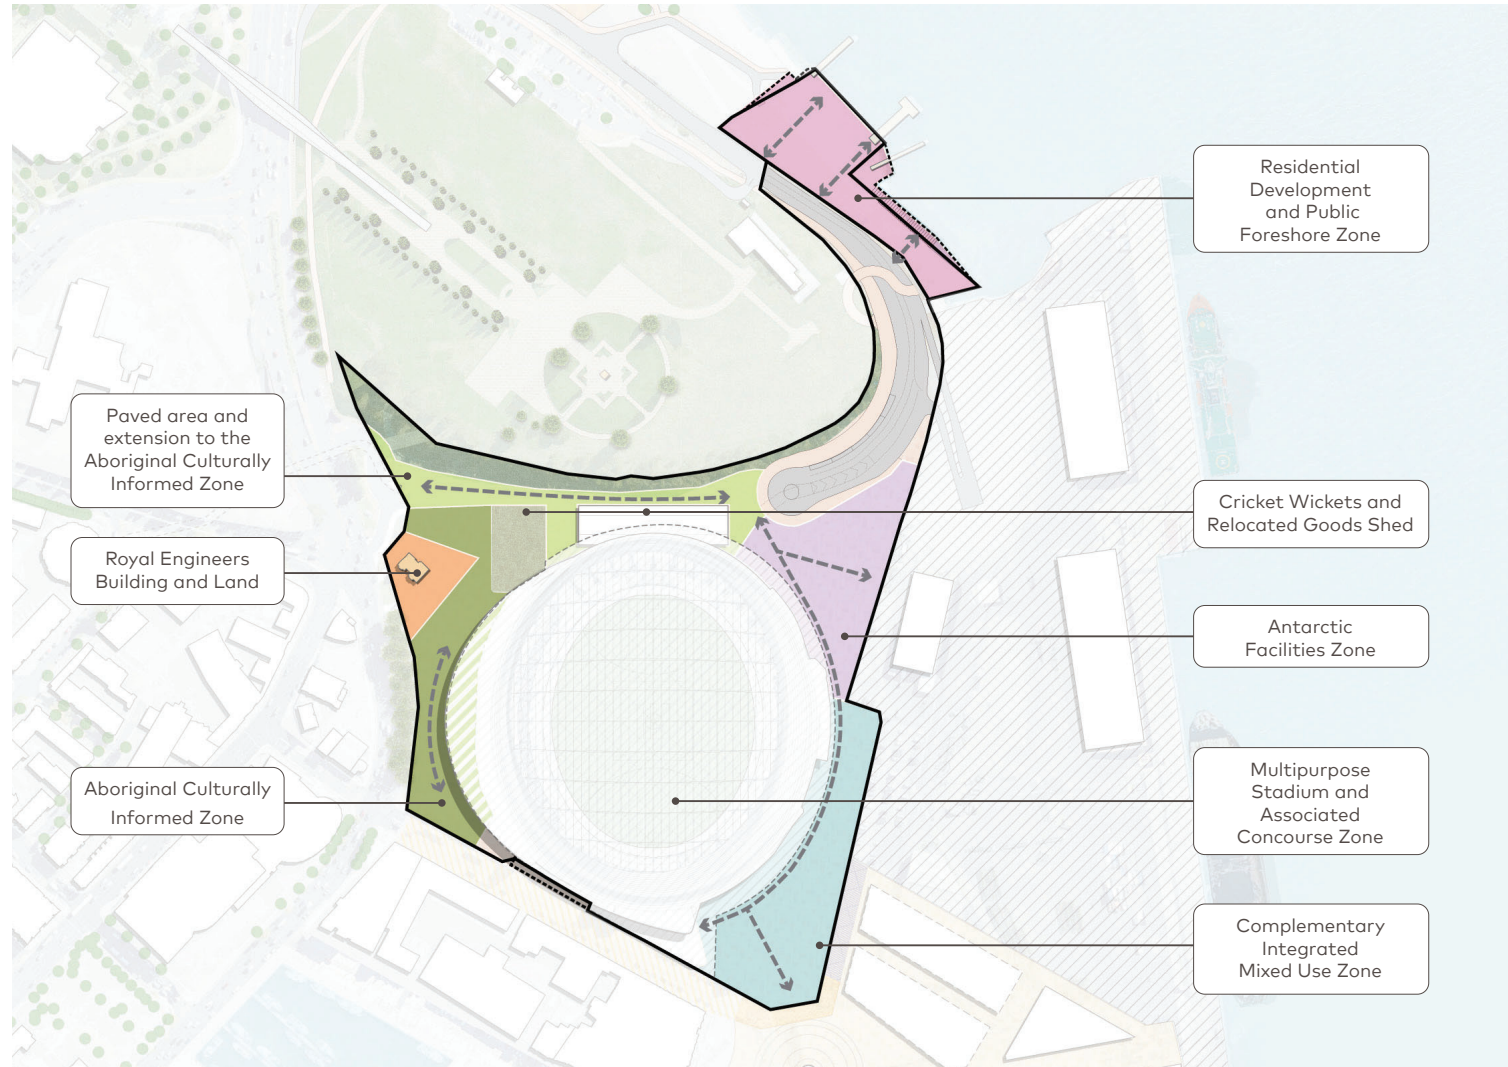 Residential
Development
and Public
Foreshore Zone
Paved area and
extension to the
Aboriginal Culturally
Informed Zone
Cricket Wickets and
Relocated Goods Shed
Royal Engineers
Building and Land
Antarctic
Facilities Zone
Aboriginal Culturally
Informed Zone
Multipurpose
Stadium and
Associated
Concourse Zone
Complementary
Integrated
Mixed Use Zone